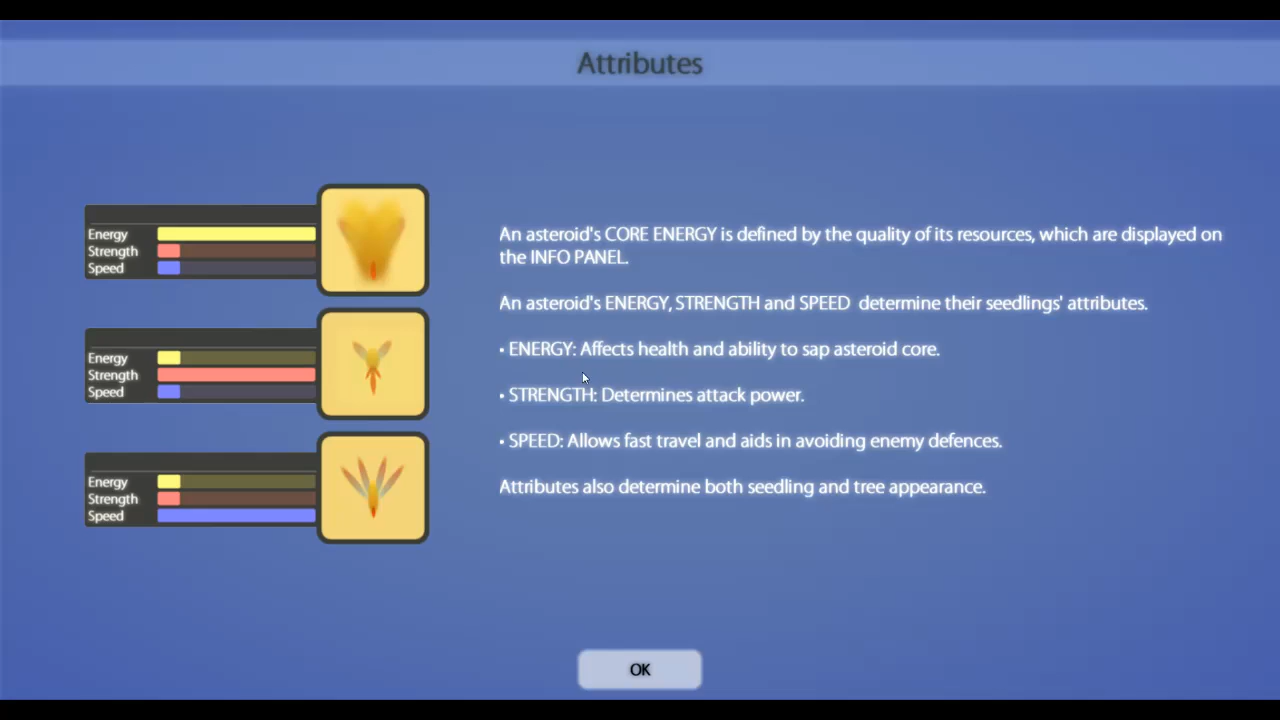 Attributes
Energy
Strength
Speed
Energy
Strength
Speed
Energy
Strength
Speed
An asteroid's CORE ENERGY is defined by the quality of its resources, which are displayed on
the INFO PANEL.
An asteroid's ENERGY, STRENGTH and SPEED determine their seedlings' attributes.
• ENERGY: Affects health and ability to sap asteroid core.
• STRENGTH: Determines attack power.
• SPEED: Allows fast travel and aids in avoiding enemy defences.
Attributes also determine both seedling and tree appearance.
OK